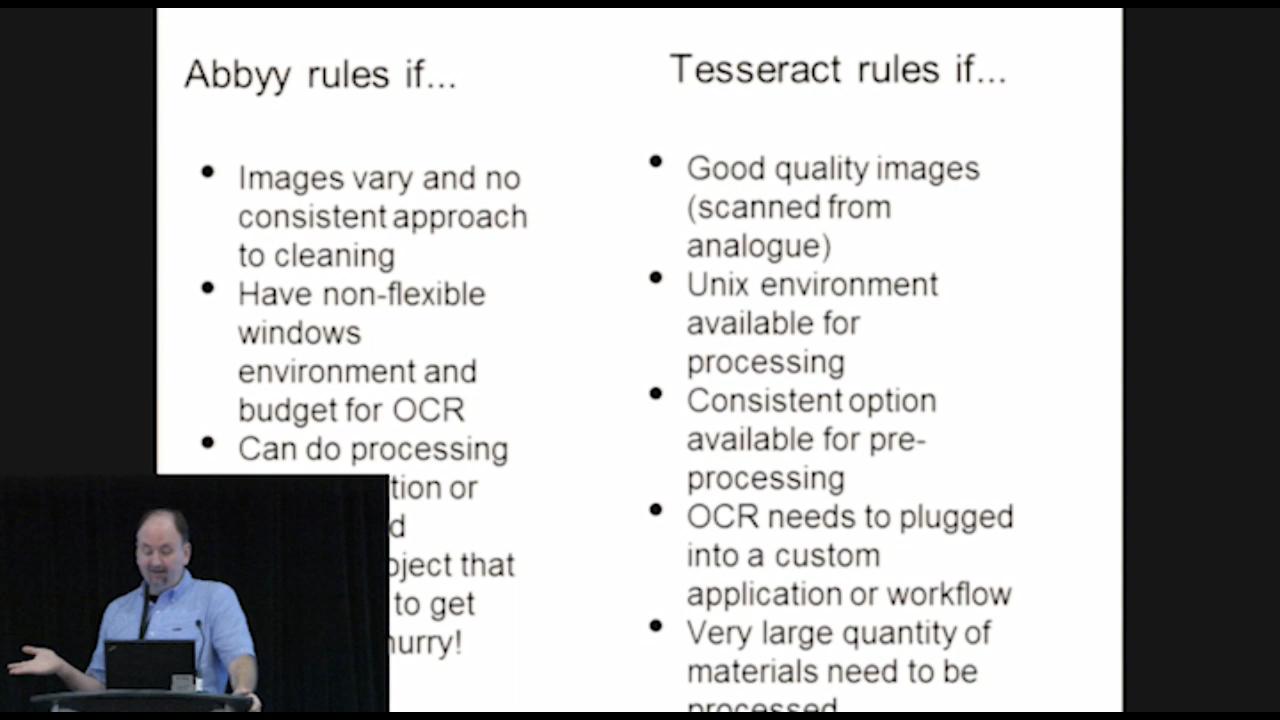 Abbyy rules if...
• Images vary and no
consistent approach
to cleaning
• Have non-flexible
windows
environment and
budget for OCR
• Can do processing
tion or
d
oject that
to get
hurry!
Tesseract rules if...
• Good quality images
(scanned from
analogue)
• Unix environment
available for
processing
• Consistent option
available for pre-
processing
• OCR needs to plugged
into a custom
application or workflow
• Very large quantity of
materials need to be
processed